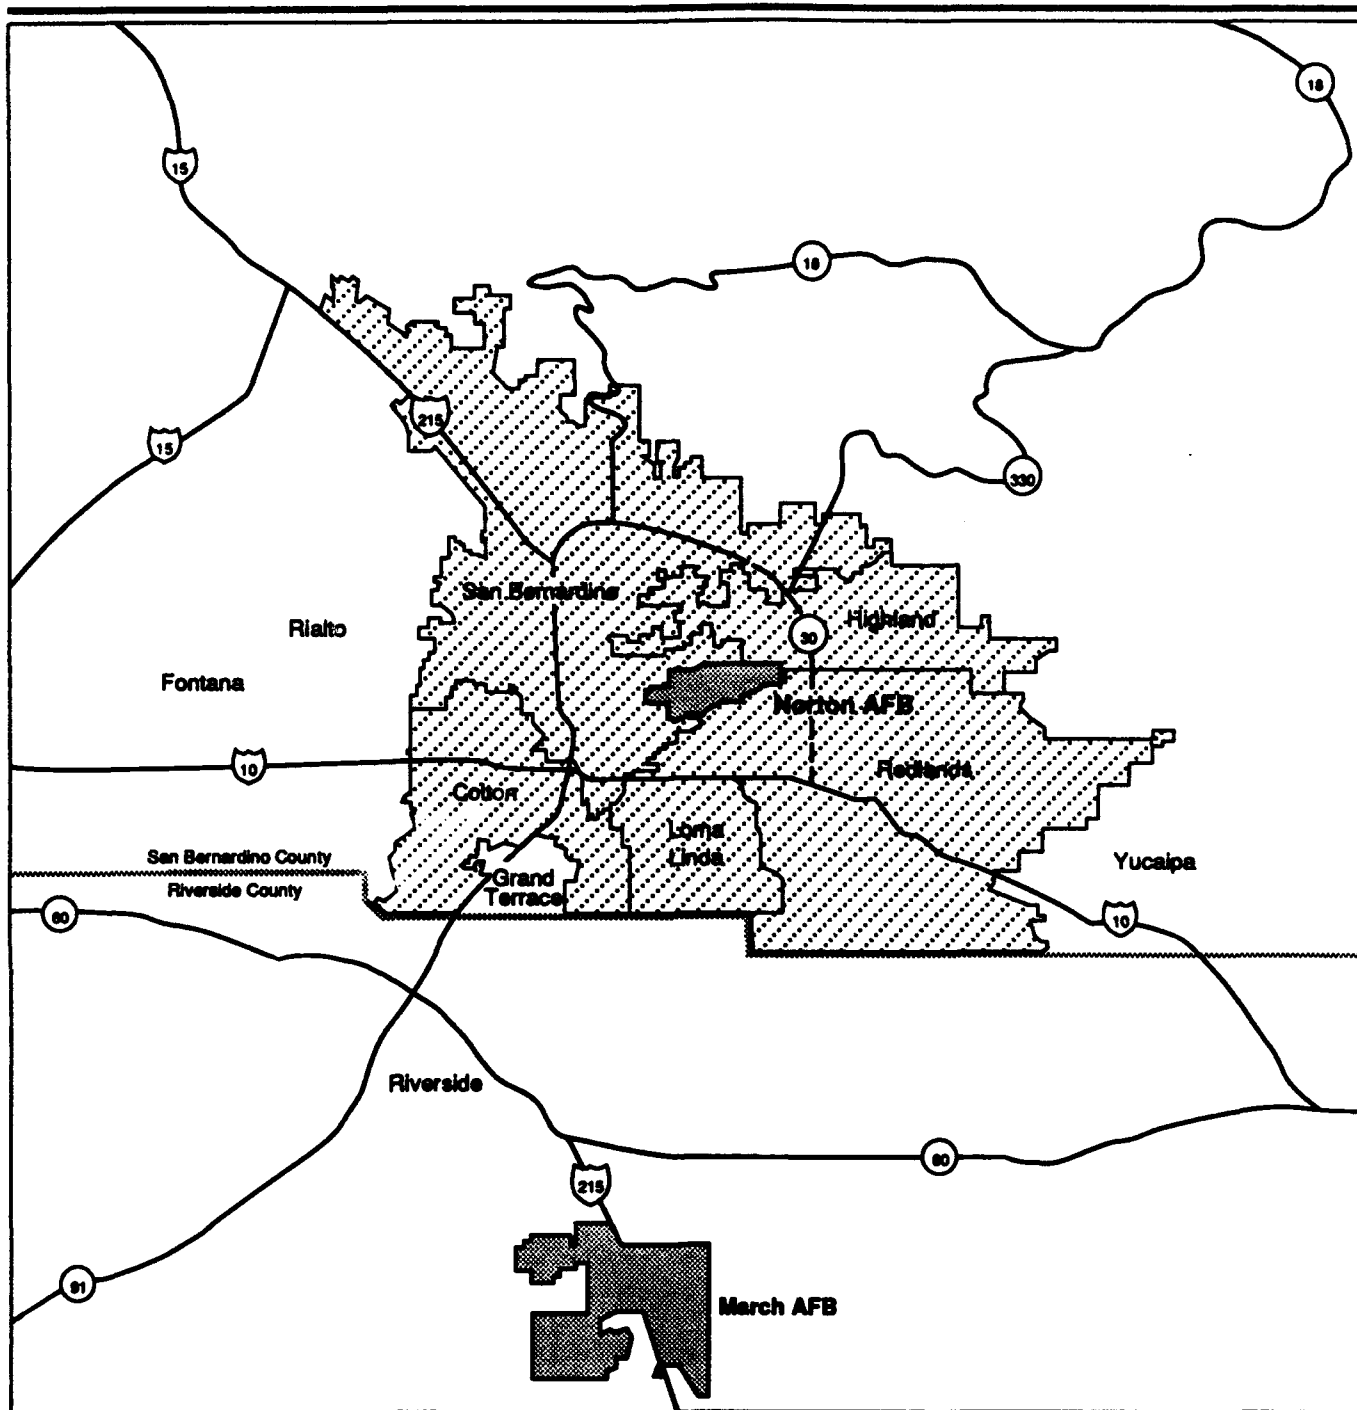 18
15
18
215
15
330
San Bernardino
Highland
30
Rialto
Fontana
Norton AFB
10
Redlands
Colton
Loma
Linda
San Bernardino County
Yucaipa
Grand
Riverside County
Terrace
60
10
Riverside
60
215
91
March AFB